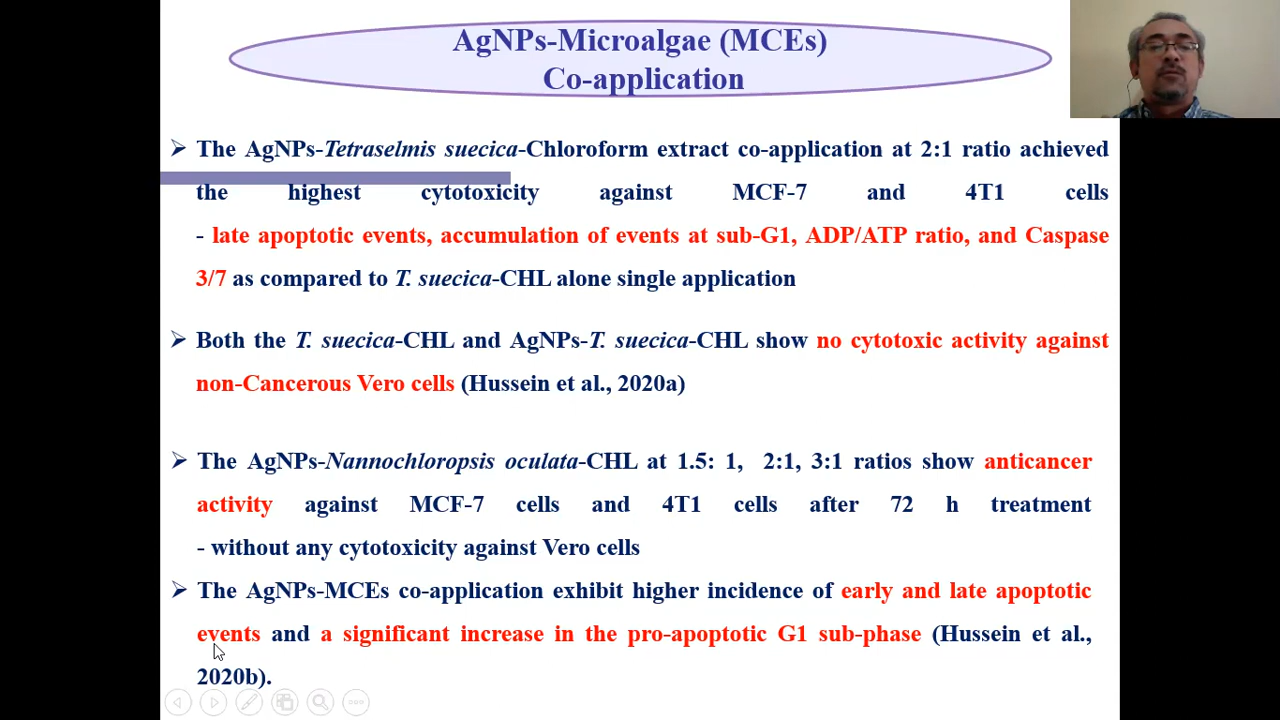 AgNPs-Microalgae (MCEs)
Co-application
➢ The AgNPs-Tetraselmis suecica-Chloroform extract co-application at 2:1 ratio achieved
the highest cytotoxicity against MCF-7 and 4T1 cells
- late apoptotic events, accumulation of events at sub-G1, ADP/ATP ratio, and Caspase
3/7 as compared to T. suecica-CHL alone single application
➢ Both the T. suecica-CHL and AgNPs-T. suecica-CHL show no cytotoxic activity against
non-Cancerous Vero cells (Hussein et al., 2020a)
➢ The AgNPs-Nannochloropsis oculata-CHL at 1.5: 1, 2:1, 3:1 ratios show anticancer
activity against MCF-7 cells and 4T1 cells after 72 h treatment
- without any cytotoxicity against Vero cells
➢ The AgNPs-MCEs co-application exhibit higher incidence of early and late apoptotic
events and a significant increase in the pro-apoptotic G1 sub-phase (Hussein et al.,
2020b).